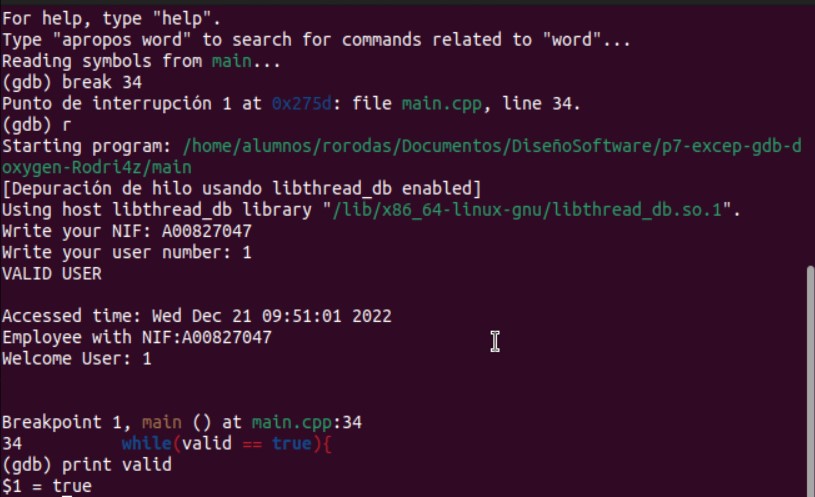 For help, type "help".
Type "apropos word" to search for commands related to "word"...
Reading symbols from main...
(gdb) break 34
Punto de interrupción 1 at 0x275d: file main.cpp, line 34.
(gdb) r
Starting program: /home/alumnos/rorodas/Documentos/DiseñoSoftware/p7-excep-gdb-d
oxygen-Rodri4z/main
[Depuración de hilo usando libthread_db enabled]
Using host libthread_db library "/lib/x86_64-linux-gnu/libthread_db.so.1".
Write your NIF: A00827047
Write your user number: 1
VALID USER
Accessed time: Wed Dec 21 09:51:01 2022
Employee with NIF:A00827047
Welcome User: 1
Breakpoint 1, main () at main.cpp:34
34 while(valid == true){
(gdb) print valid
$1 = true